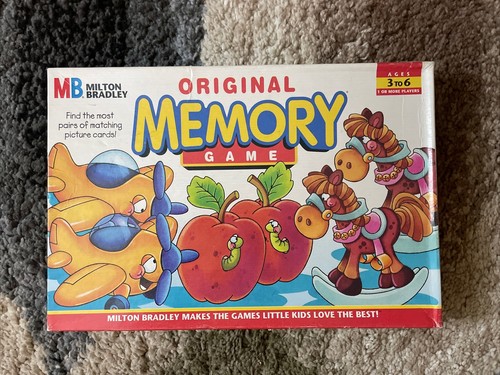 MB MILTON
BRADLEY
Find the most
pairs of matching
picture cards!
ORIGINAL
MEMORY
GAME
AGES
3 TO 6
1 OR MORE PLAYERS
MILTON BRADLEY MAKES THE GAMES LITTLE KIDS LOVE THE BEST!